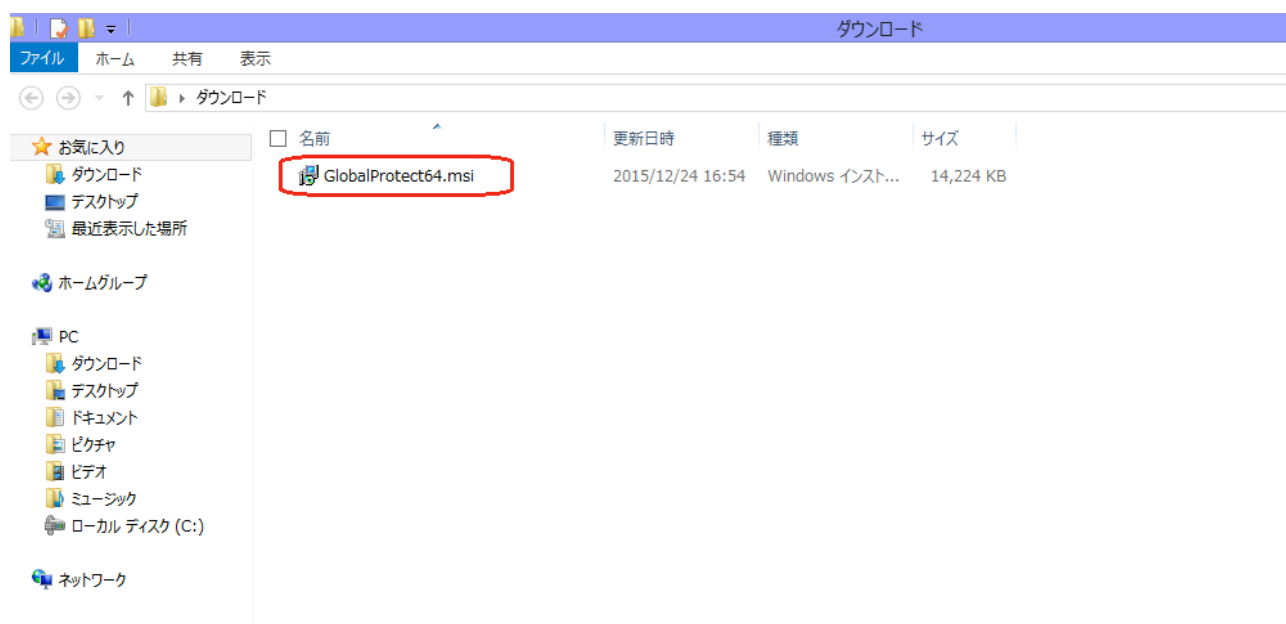 ダウンロード
ファイル ホーム 共有 表示
ダウンロード
名前 更新日時 種類 サイズ
GlobalProtect64.msi 2015/12/24 16:54 Windows インスト... 14,224 KB
お気に入り
ダウンロード
デスクトップ
最近表示した場所
ホームグループ
PC
ダウンロード
デスクトップ
ドキュメント
ピクチャ
ビデオ
ミュージック
ローカル ディスク (C:)
ネットワーク